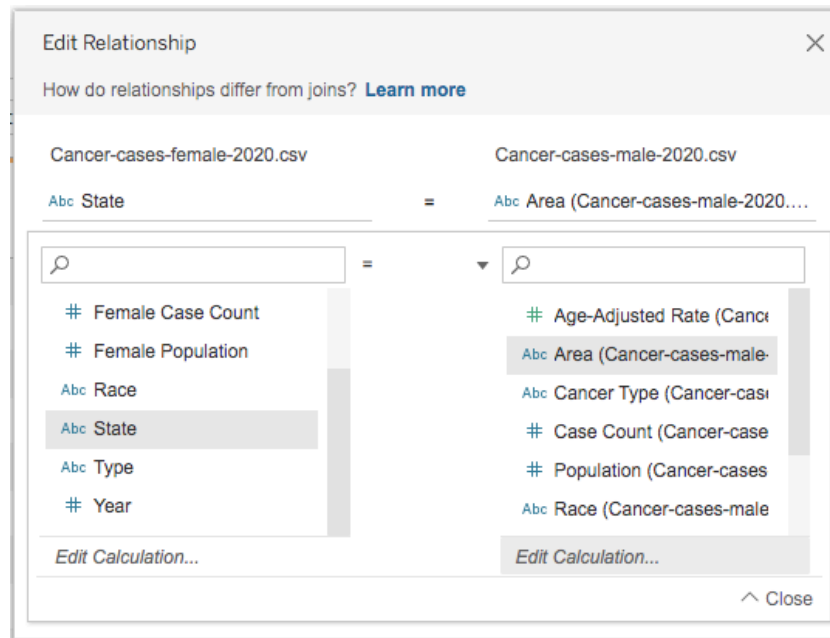 Edit Relationship
How do relationships differ from joins? Learn more
Cancer-cases-female-2020.csv Cancer-cases-male-2020.csv
Abc State = Abc Area (Cancer-cases-male-2020....
=
# Female Case Count
# Female Population
Abc Race
Abc State
Abc Type
# Year
Edit Calculation...
# Age-Adjusted Rate (Cance
Abc Area (Cancer-cases-male-
Abc Cancer Type (Cancer-cas
# Case Count (Cancer-case
# Population (Cancer-cases
Abc Race (Cancer-cases-male
Edit Calculation...
Close